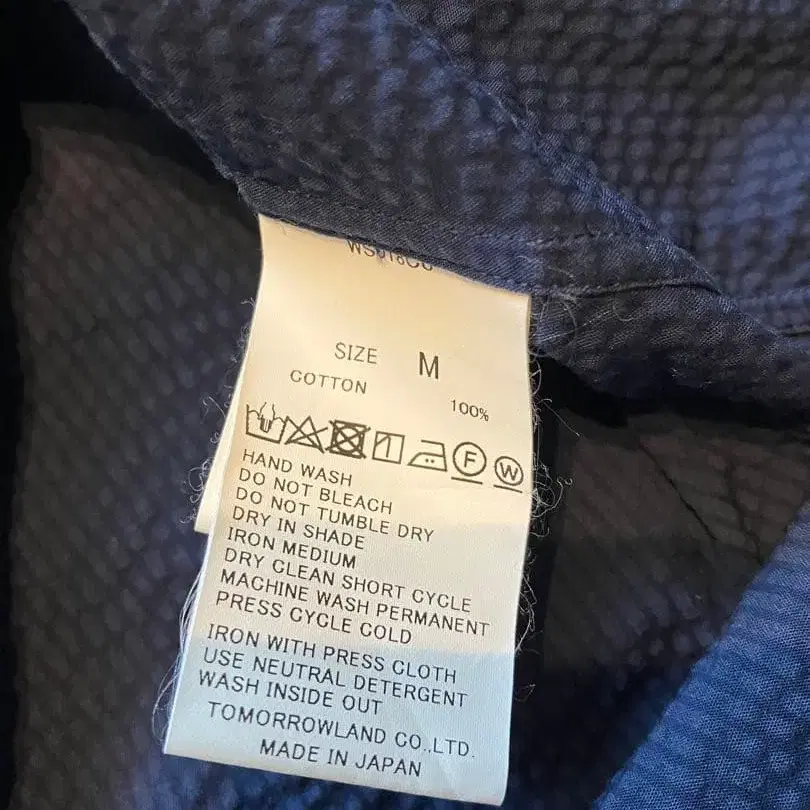 SIZE M
COTTON 100%
F W
HAND WASH
DO NOT BLEACH
DO NOT TUMBLE DRY
DRY IN SHADE
IRON MEDIUM
DRY CLEAN SHORT CYCLE
MACHINE WASH PERMANENT
PRESS CYCLE COLD
IRON WITH PRESS CLOTH
USE NEUTRAL DETERGENT
WASH INSIDE OUT
TOMORROWLAND CO.,LTD.
MADE IN JAPAN